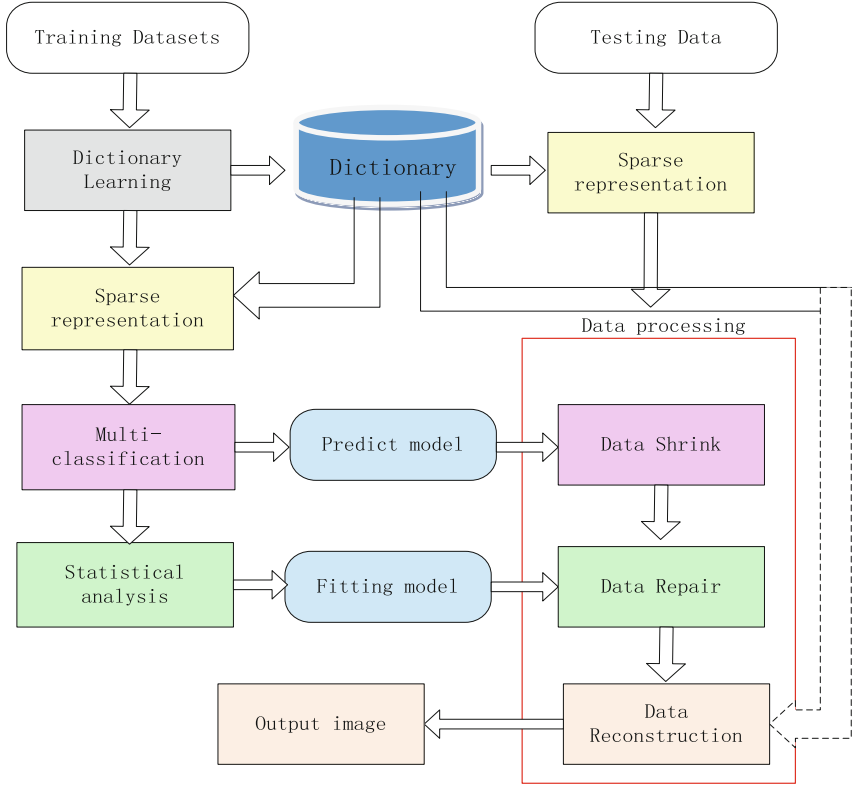 Training Datasets
Testing Data
Dictionary
Learning
Dictionary
Sparse
representation
Sparse
representation
Data processing
Multi-
classification
Predict model
Data Shrink
Statistical
analysis
Fitting model
Data Repair
Output image
Data
Reconstruction